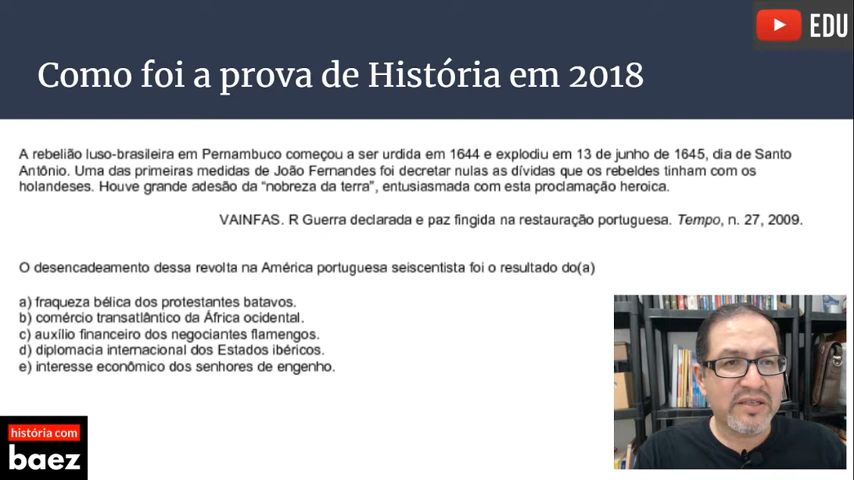 EDU
Como foi a prova de História em 2018
A rebelião luso-brasileira em Pernambuco começou a ser urdida em 1644 e explodiu em 13 de junho de 1645, dia de Santo
Antônio. Uma das primeiras medidas de João Fernandes foi decretar nulas as dívidas que os rebeldes tinham com os
holandeses. Houve grande adesão da “nobreza da terra”, entusiasmada com esta proclamação heroica.
VAINFAS. R Guerra declarada e paz fingida na restauração portuguesa. Tempo, n. 27, 2009.
O desencadeamento dessa revolta na América portuguesa seiscentista foi o resultado do(a)
a) fraqueza bélica dos protestantes batavos.
b) comércio transatlântico da África ocidental.
c) auxílio financeiro dos negociantes flamengos.
d) diplomacia internacional dos Estados ibéricos.
e) interesse econômico dos senhores de engenho.
história com
baez